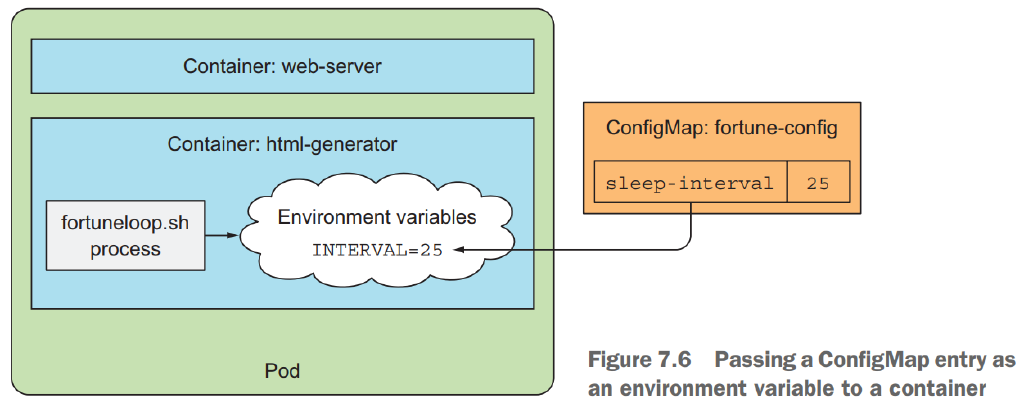 Container: web-server
Container: html-generator
fortuneloop.sh
process
Environment variables
INTERVAL=25
Pod
ConfigMap: fortune-config
sleep-interval 25
Figure 7.6 Passing a ConfigMap entry as
an environment variable to a container